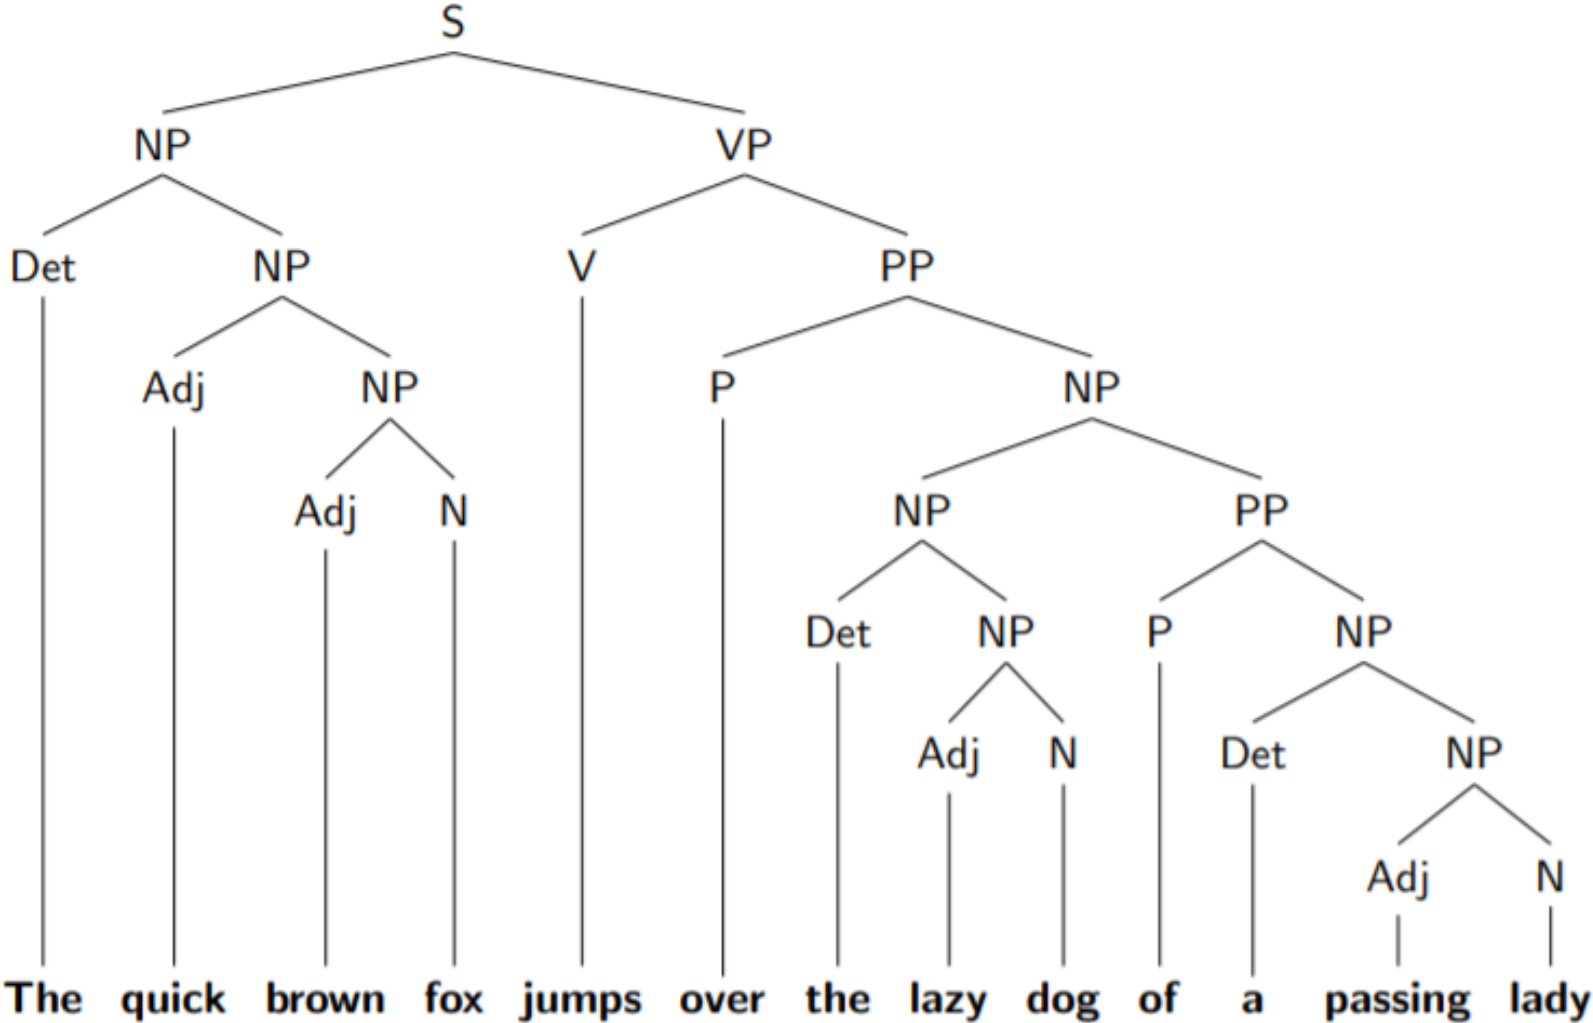 S
NP VP
Det NP V PP
Adj NP P NP
Adj N NP PP
Det NP P NP
Adj N Det NP
Adj N
The quick brown fox jumps over the lazy dog of a passing lady